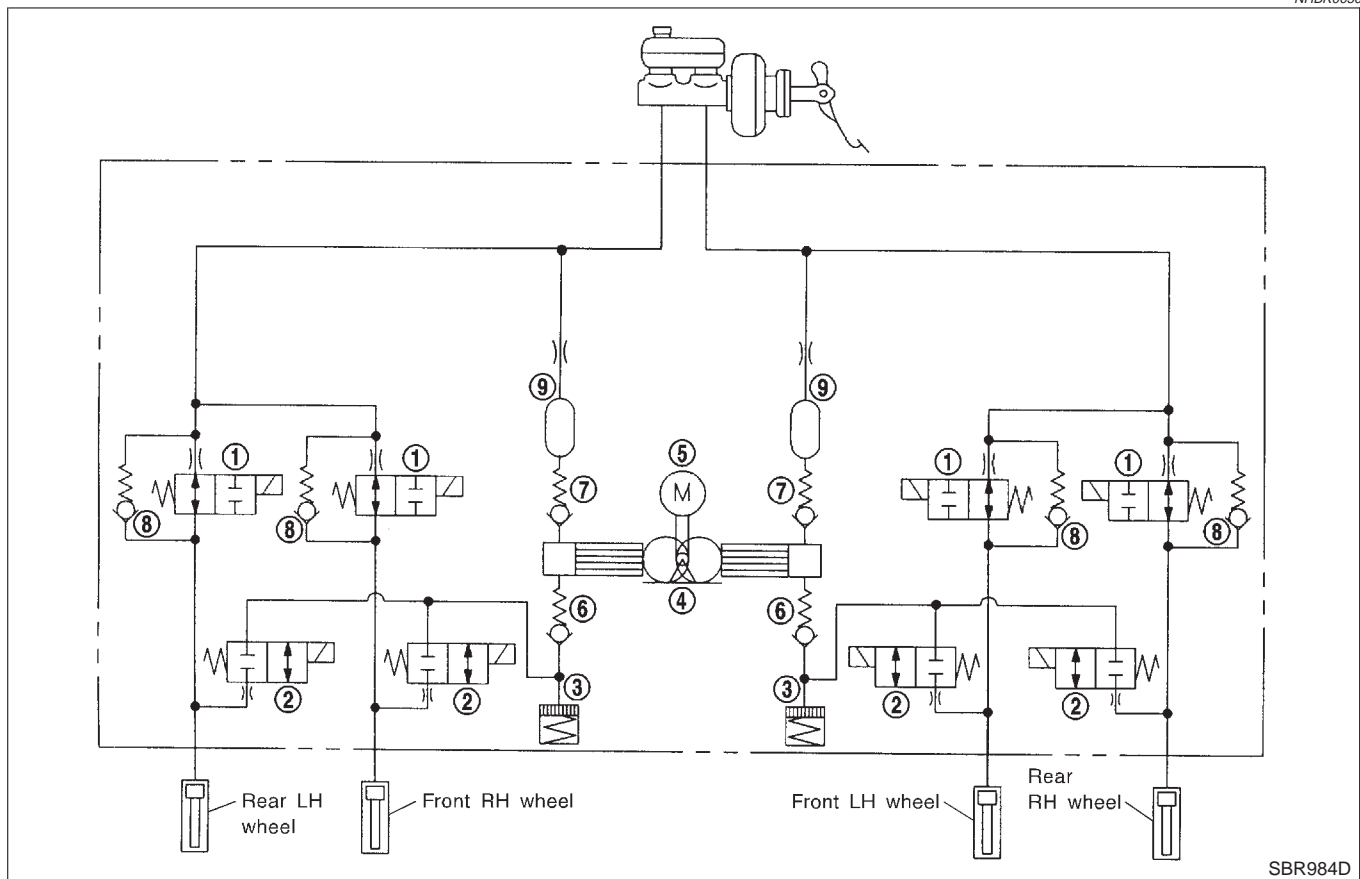 ⑨ ⑨
⑤
① ① M ① ①
⑦ ⑦
⑧ ⑧ ⑧ ⑧
⑥ ④ ⑥
③ ③
② ② ② ②
Rear LH
wheel
Front RH wheel
Front LH wheel
Rear
RH wheel
SBR984D